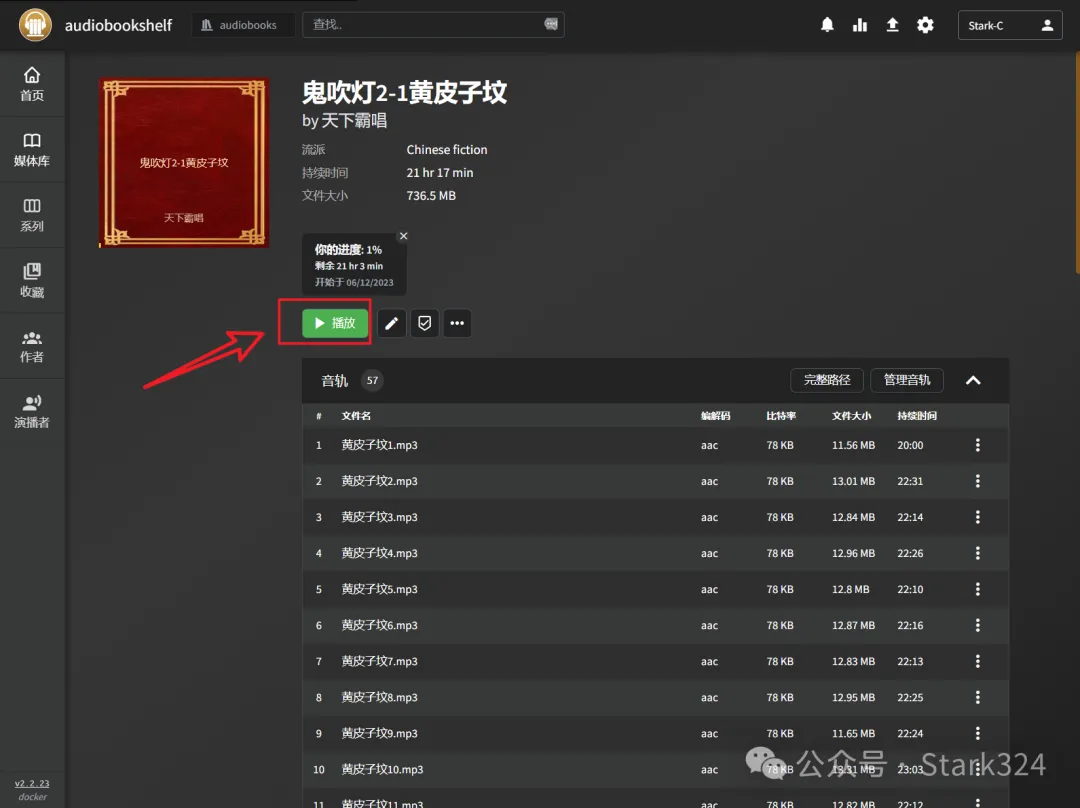 audiobookshelf
audiobooks
查找..
Stark-C
首页
媒体库
系列
收藏
作者
演播者
v2.2.23
docker
鬼吹灯2-1黄皮子坟
天下霸唱
鬼吹灯2-1黄皮子坟
by 天下霸唱
流派 Chinese fiction
持续时间 21 hr 17 min
文件大小 736.5 MB
你的进度: 1%
剩余 21 hr 3 min
开始于 06/12/2023
播放
音轨 57 完整路径 管理音轨
# 文件名 编解码 比特率 文件大小 持续时间
1 黄皮子坟1.mp3 aac 78 KB 11.56 MB 20:00
2 黄皮子坟2.mp3 aac 78 KB 13.01 MB 22:31
3 黄皮子坟3.mp3 aac 78 KB 12.84 MB 22:14
4 黄皮子坟4.mp3 aac 78 KB 12.96 MB 22:26
5 黄皮子坟5.mp3 aac 78 KB 12.8 MB 22:10
6 黄皮子坟6.mp3 aac 78 KB 12.87 MB 22:16
7 黄皮子坟7.mp3 aac 78 KB 12.83 MB 22:13
8 黄皮子坟8.mp3 aac 78 KB 12.95 MB 22:25
9 黄皮子坟9.mp3 aac 78 KB 11.65 MB 22:24
10 黄皮子坟10.mp3 aac 78 KB 13.31 MB 23:03
公众号 · Stark324
11 黄皮子坟11.mp3 aac 78 KB 12.82 MB 22:12